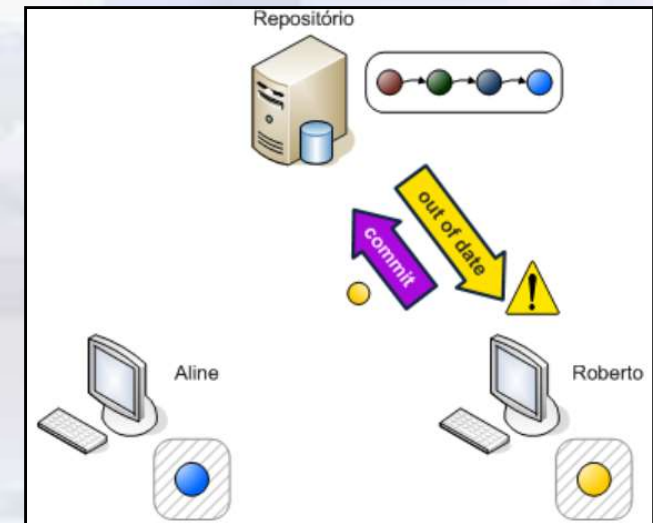 Repositório
out of date
commit
Aline
Roberto